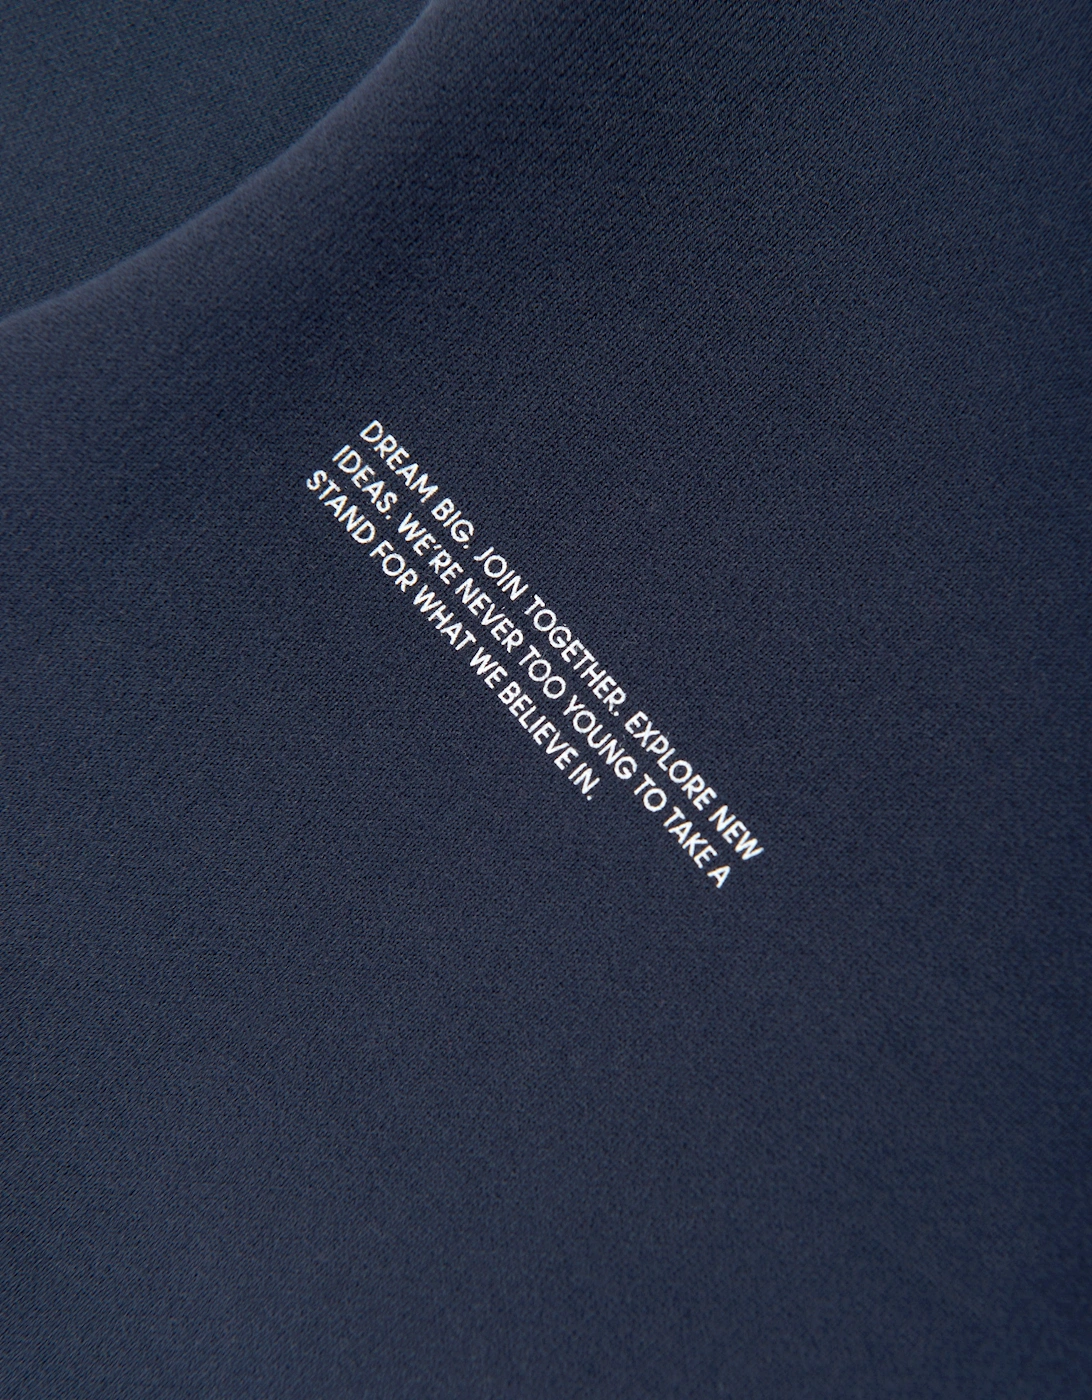 DREAM BIG. JOIN TOGETHER. EXPLORE NEW
IDEAS. WE'RE NEVER TOO YOUNG TO TAKE A
STAND FOR WHAT WE BELIEVE IN.